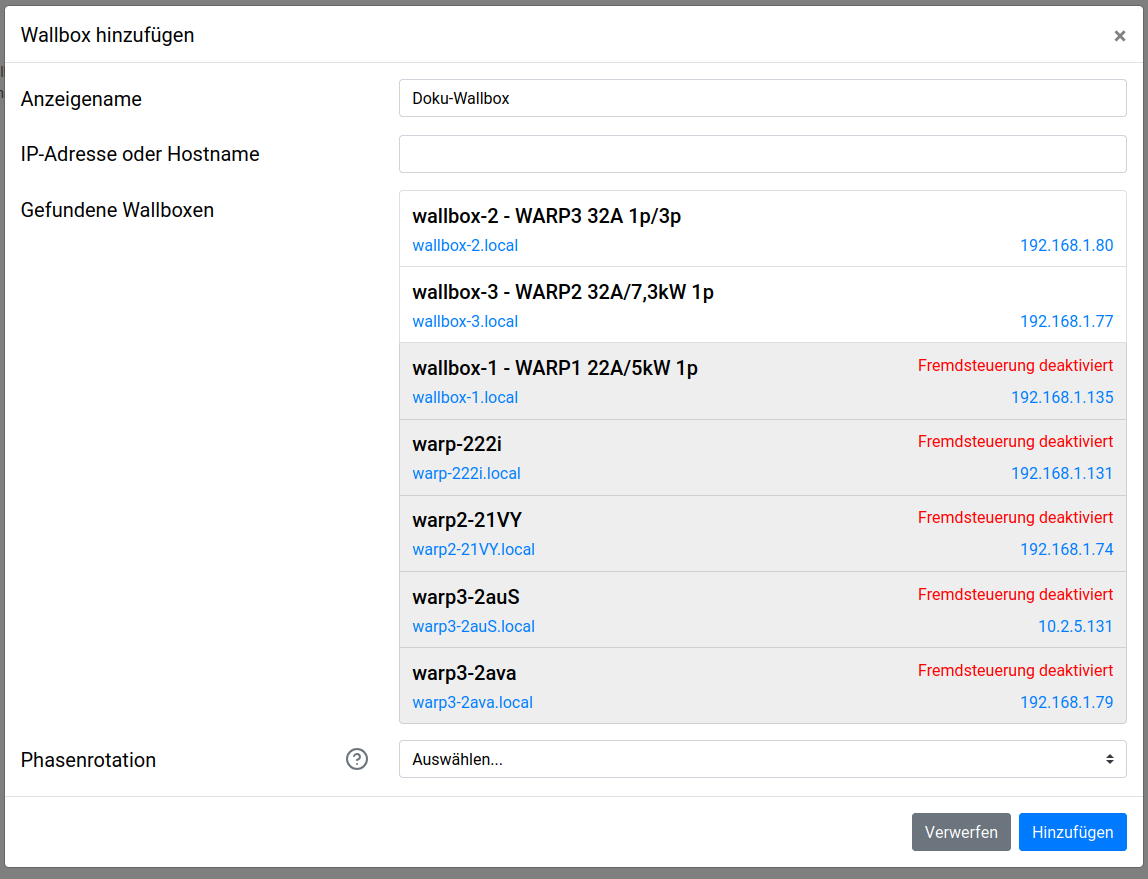 Wallbox hinzufügen ×
Anzeigename Doku-Wallbox
IP-Adresse oder Hostname
Gefundene Wallboxen
wallbox-2 - WARP3 32A 1p/3p
wallbox-2.local 192.168.1.80
wallbox-3 - WARP2 32A/7,3kW 1p
wallbox-3.local 192.168.1.77
wallbox-1 - WARP1 22A/5kW 1p Fremdsteuerung deaktiviert
wallbox-1.local 192.168.1.135
warp-222i Fremdsteuerung deaktiviert
warp-222i.local 192.168.1.131
warp2-21VY Fremdsteuerung deaktiviert
warp2-21VY.local 192.168.1.74
warp3-2auS Fremdsteuerung deaktiviert
warp3-2auS.local 10.2.5.131
warp3-2ava Fremdsteuerung deaktiviert
warp3-2ava.local 192.168.1.79
Phasenrotation ? Auswählen...
Verwerfen Hinzufügen